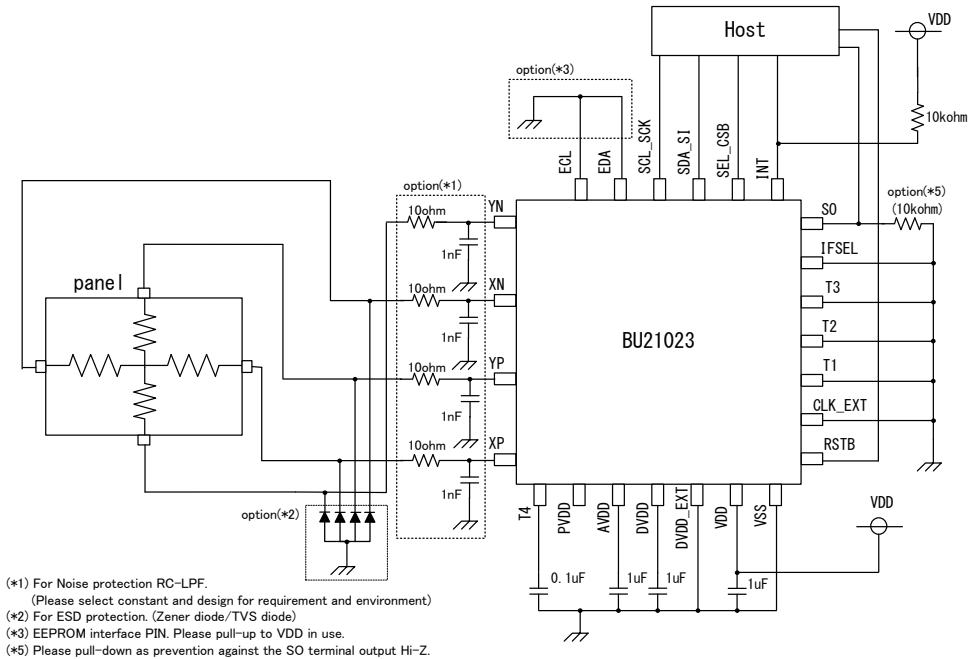 Host
VDD
option(*3)
10kohm
ECL
EDA
SCL_SCK
SDA_SI
SEL_CSB
INT
option(*1)
option(*5)
(10kohm)
10ohm
YN
SO
1nF
IFSEL
panel
10ohm
XN
T3
1nF
BU21023
T2
10ohm
YP
T1
1nF
CLK_EXT
10ohm
XP
RSTB
1nF
option(*2)
T4
PVDD
AVDD
DVDD
DVDD_EXT
VDD
VSS
VDD
0.1uF
1uF
1uF
1uF
(*1) For Noise protection RC-LPF.
(Please select constant and design for requirement and environment)
(*2) For ESD protection. (Zener diode/TVS diode)
(*3) EEPROM interface PIN. Please pull-up to VDD in use.
(*5) Please pull-down as prevention against the SO terminal output Hi-Z.